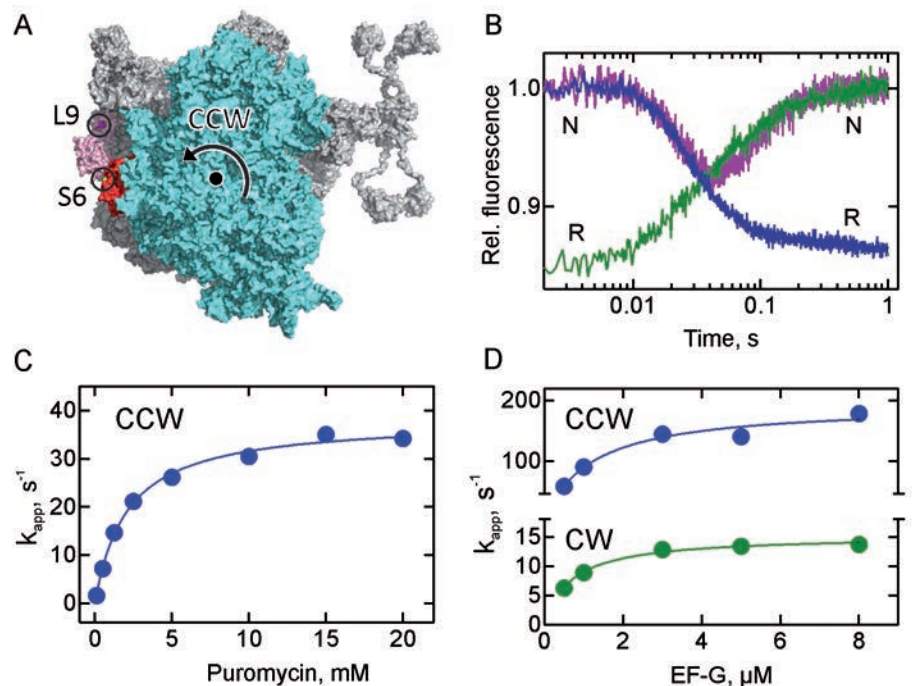 A
L9
S6
CCW
B
Rel. fluorescence
1.0
0.9
N
R
N
R
0.01
0.1
1
Time, s
C
CCW
k_app, s⁻¹
40
30
20
10
0
0
5
10
15
20
Puromycin, mM
D
CCW
CW
k_app, s⁻¹
200
100
15
10
5
0
0
2
4
6
8
EF-G, µM